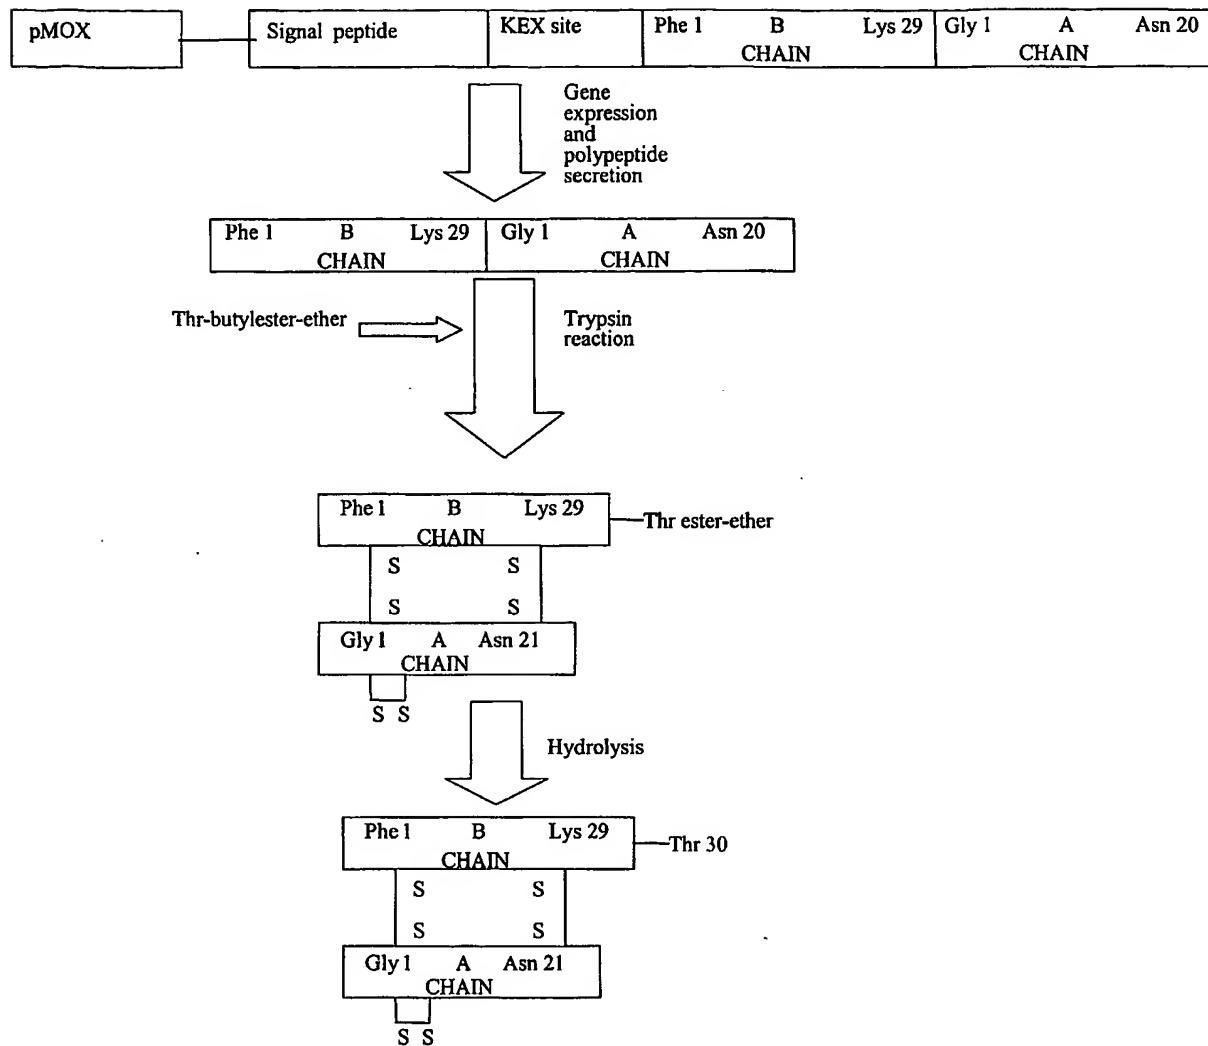 pMOX Signal peptide KEX site Phe 1 B Lys 29 Gly 1 A Asn 20
CHAIN CHAIN
Gene
expression
and
polypeptide
secretion
Phe 1 B Lys 29 Gly 1 A Asn 20
CHAIN CHAIN
Thr-butylester-ether
Trypsin
reaction
Phe 1 B Lys 29
CHAIN
Thr ester-ether
S S
S S
Gly 1 A Asn 21
CHAIN
S S
Hydrolysis
Phe 1 B Lys 29
CHAIN
Thr 30
S S
S S
Gly 1 A Asn 21
CHAIN
S S